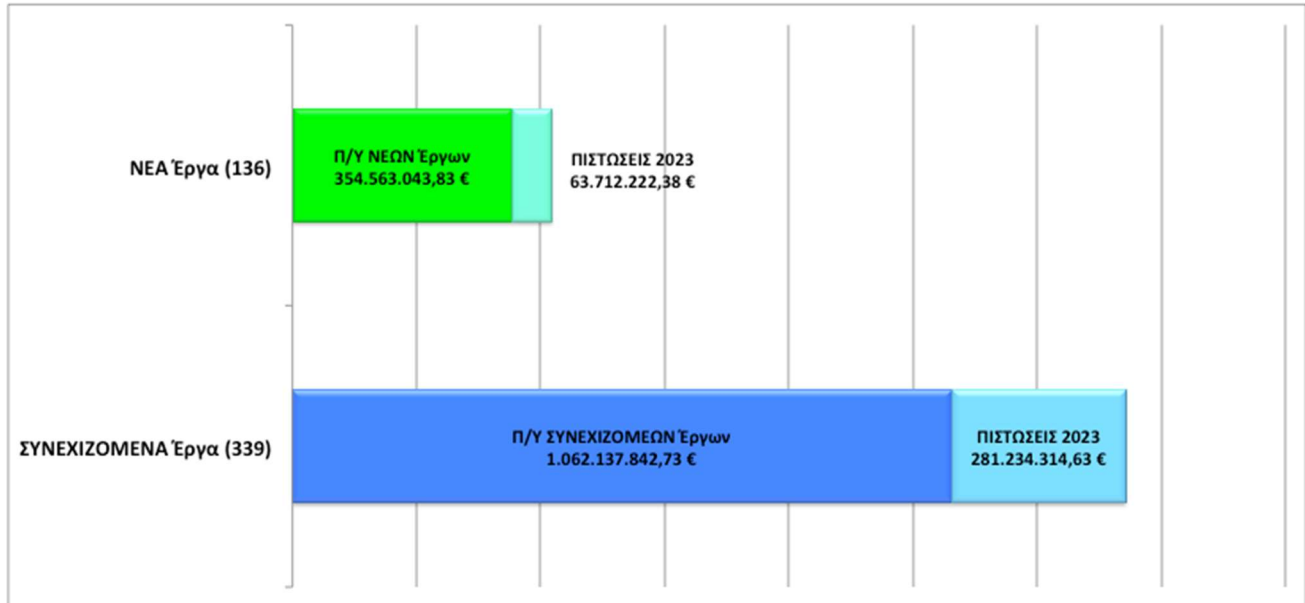 ΝΕΑ Έργα (136)
Π/Υ ΝΕΩΝ Έργων
354.563.043,83 €
ΠΙΣΤΩΣΕΙΣ 2023
63.712.222,38 €
ΣΥΝΕΧΙΖΟΜΕΝΑ Έργα (339)
Π/Υ ΣΥΝΕΧΙΖΟΜΕΩΝ Έργων
1.062.137.842,73 €
ΠΙΣΤΩΣΕΙΣ 2023
281.234.314,63 €